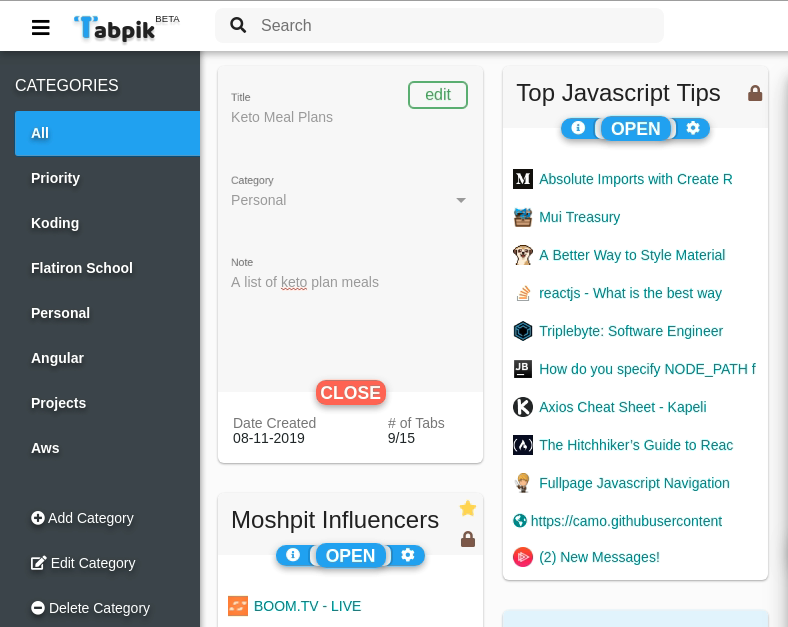 Tabpik BETA
Search
CATEGORIES
All
Priority
Koding
Flatiron School
Personal
Angular
Projects
Aws
Add Category
Edit Category
Delete Category
edit
Title
Keto Meal Plans
Category
Personal
Note
A list of keto plan meals
CLOSE
Date Created # of Tabs
08-11-2019 9/15
Moshpit Influencers
OPEN
BOOM.TV - LIVE
Top Javascript Tips
OPEN
M Absolute Imports with Create R
Mui Treasury
A Better Way to Style Material
reactjs - What is the best way
Triplebyte: Software Engineer
JB How do you specify NODE_PATH f
K Axios Cheat Sheet - Kapeli
The Hitchhiker’s Guide to Reac
Fullpage Javascript Navigation
https://camo.githubusercontent
(2) New Messages!